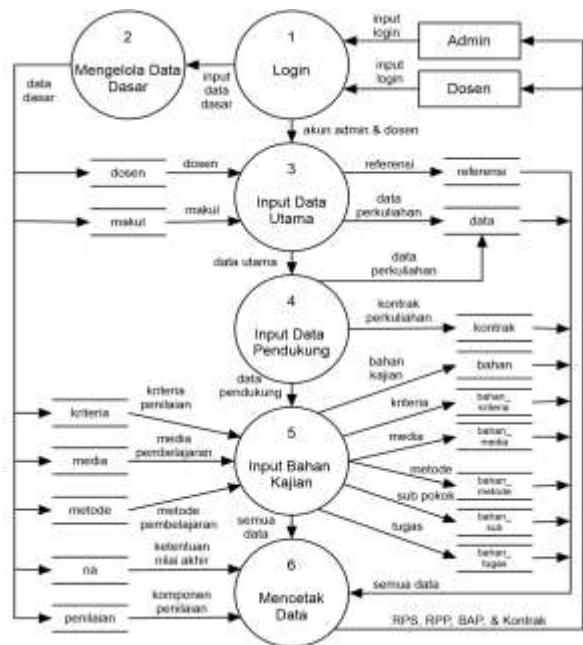 2
Mengelola Data
Dasar
1
Login
input
login
Admin
input
login
Dosen
data
dasar
input
data
dasar
akun admin & dosen
dosen
dosen
3
Input Data
Utama
referensi
referensi
makul
makul
data
perkuliahan
data
data utama
data
perkuliahan
4
Input Data
Pendukung
kontrak
perkuliahan
kontrak
data
pendukung
bahan
kajian
bahan
kriteria
kriteria
penilaian
5
Input Bahan
Kajian
kriteria
bahan_
kriteria
media
media
pembelajaran
media
bahan_
media
metode
metode
pembelajaran
metode
bahan_
metode
sub pokok
bahan_
sub
semua
data
tugas
bahan_
tugas
na
ketentuan
nilai akhir
6
Mencetak
Data
semua data
penilaian
komponen
penilaian
RPS, RPP, BAP, & Kontrak